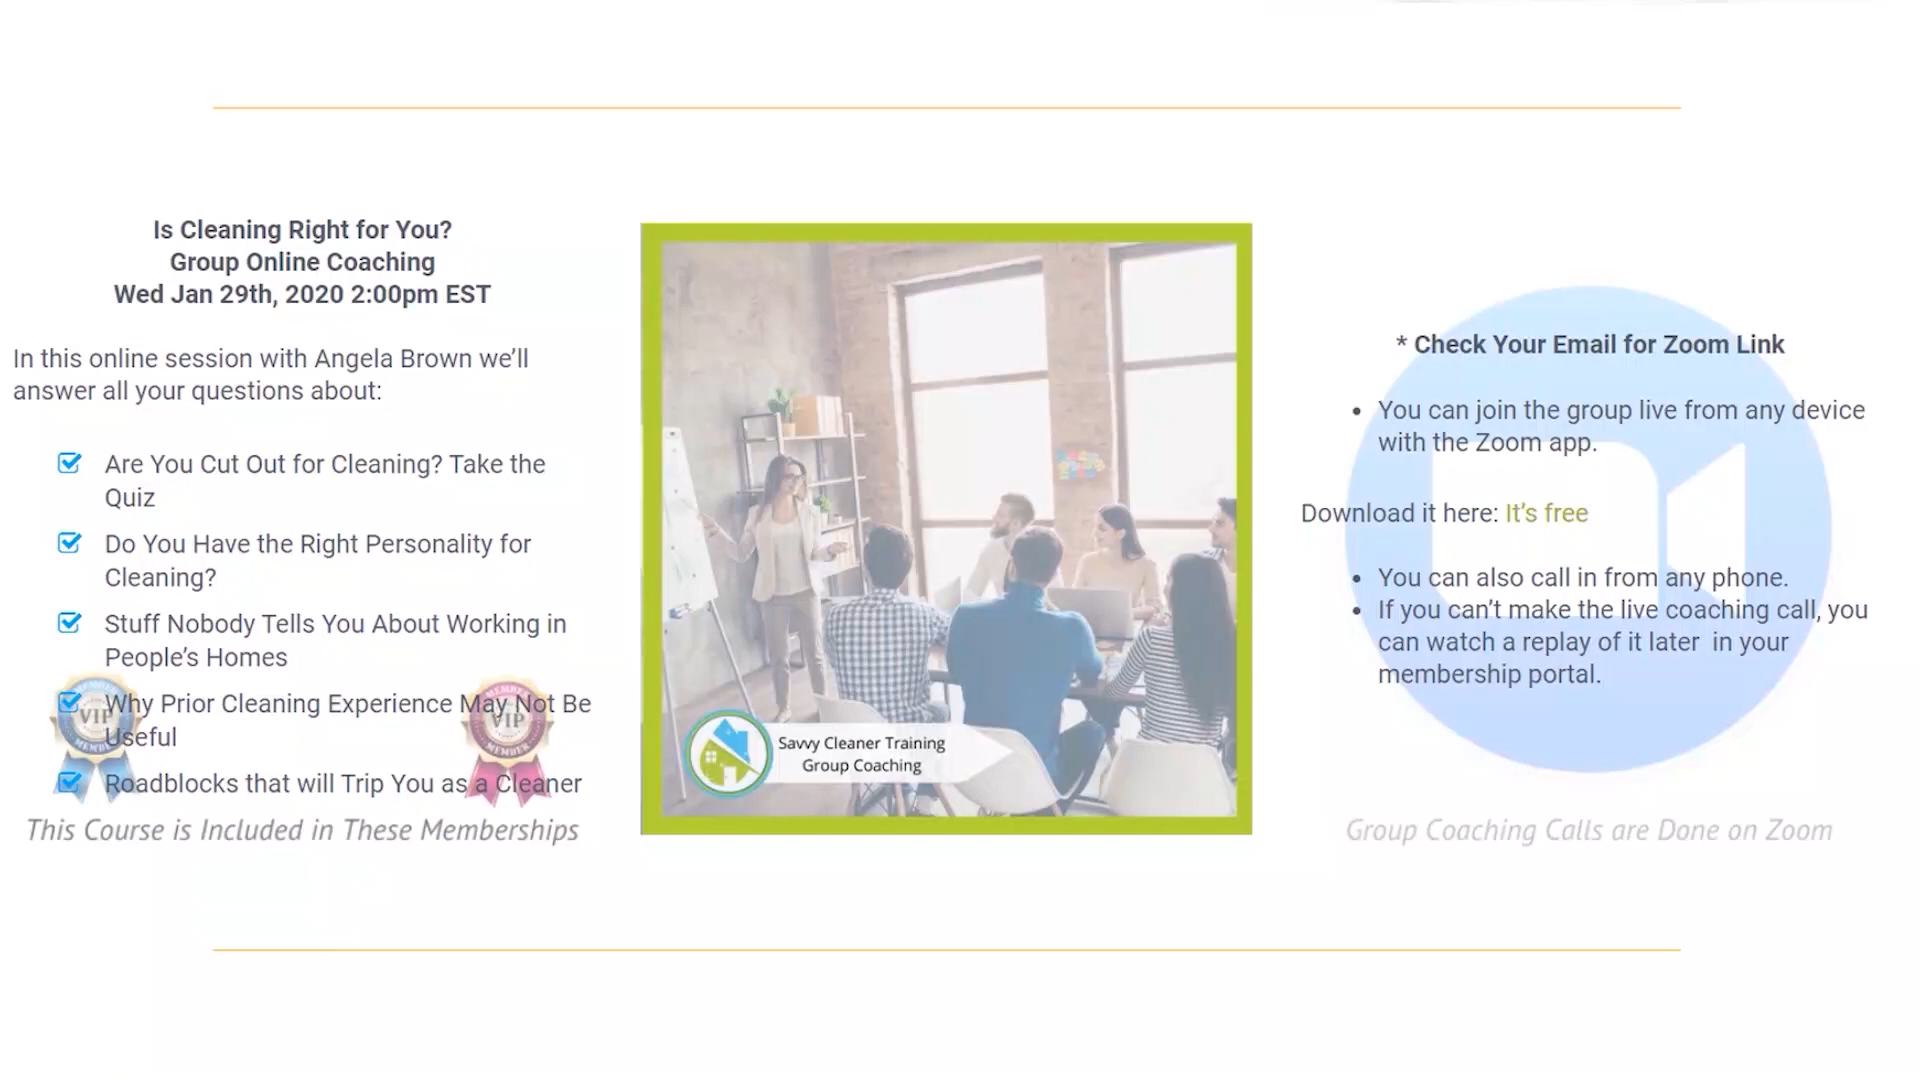 Is Cleaning Right for You?
Group Online Coaching
Wed Jan 29th, 2020 2:00pm EST
In this online session with Angela Brown we’ll
answer all your questions about:
Are You Cut Out for Cleaning? Take the
Quiz
Do You Have the Right Personality for
Cleaning?
Stuff Nobody Tells You About Working in
People’s Homes
Why Prior Cleaning Experience May Not Be
Useful
Roadblocks that will Trip You as a Cleaner
VIP
MEMBER
MEMBER
VIP
MEMBER
This Course is Included in These Memberships
Savvy Cleaner Training
Group Coaching
* Check Your Email for Zoom Link
• You can join the group live from any device
with the Zoom app.
Download it here: It’s free
• You can also call in from any phone.
• If you can’t make the live coaching call, you
can watch a replay of it later in your
membership portal.
Group Coaching Calls are Done on Zoom